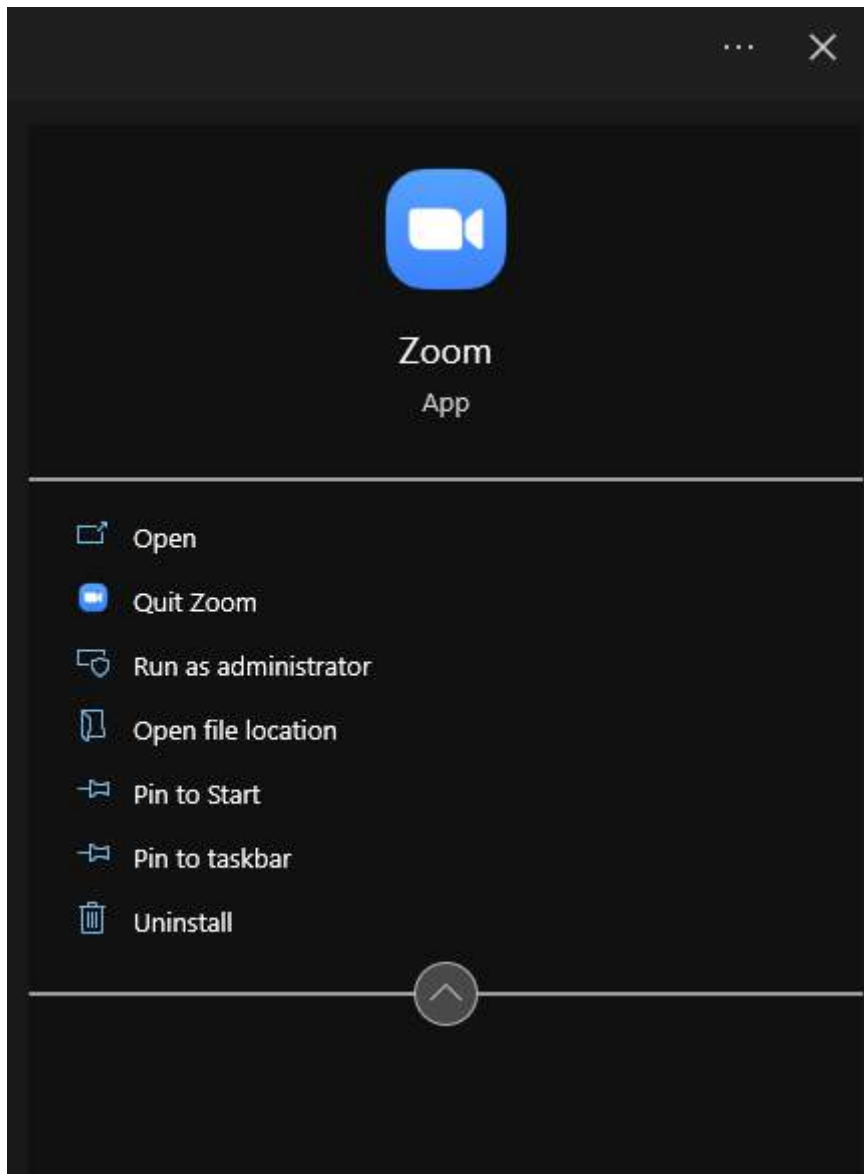 Zoom
App
Open
Quit Zoom
Run as administrator
Open file location
Pin to Start
Pin to taskbar
Uninstall